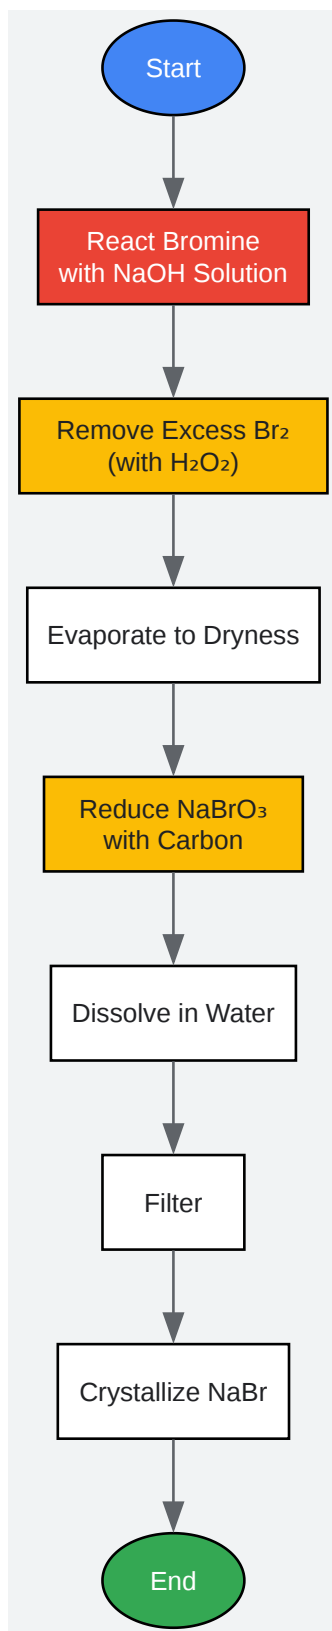 Start
React Bromine
with NaOH Solution
Remove Excess Br₂
(with H₂O₂)
Evaporate to Dryness
Reduce NaBrO₃
with Carbon
Dissolve in Water
Filter
Crystallize NaBr
End